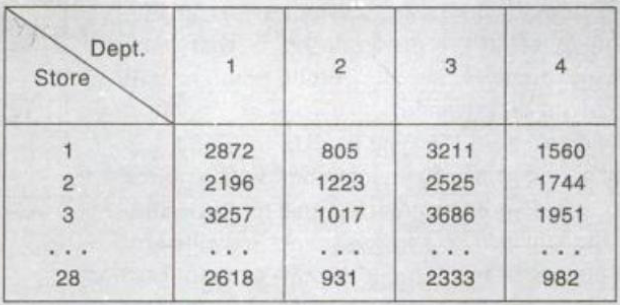 Dept.
Store
1 2 3 4
1 2872 805 3211 1560
2 2196 1223 2525 1744
3 3257 1017 3686 1951
... ... ... ... ...
28 2618 931 2333 982